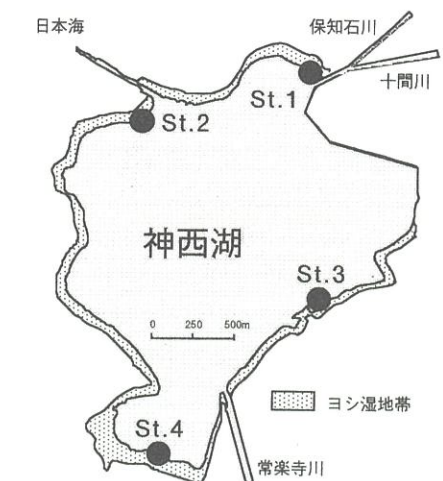 日本海
保知石川
十間川
St.1
St.2
神西湖
St.3
0 250 500m
ヨシ湿地帯
St.4
常楽寺川